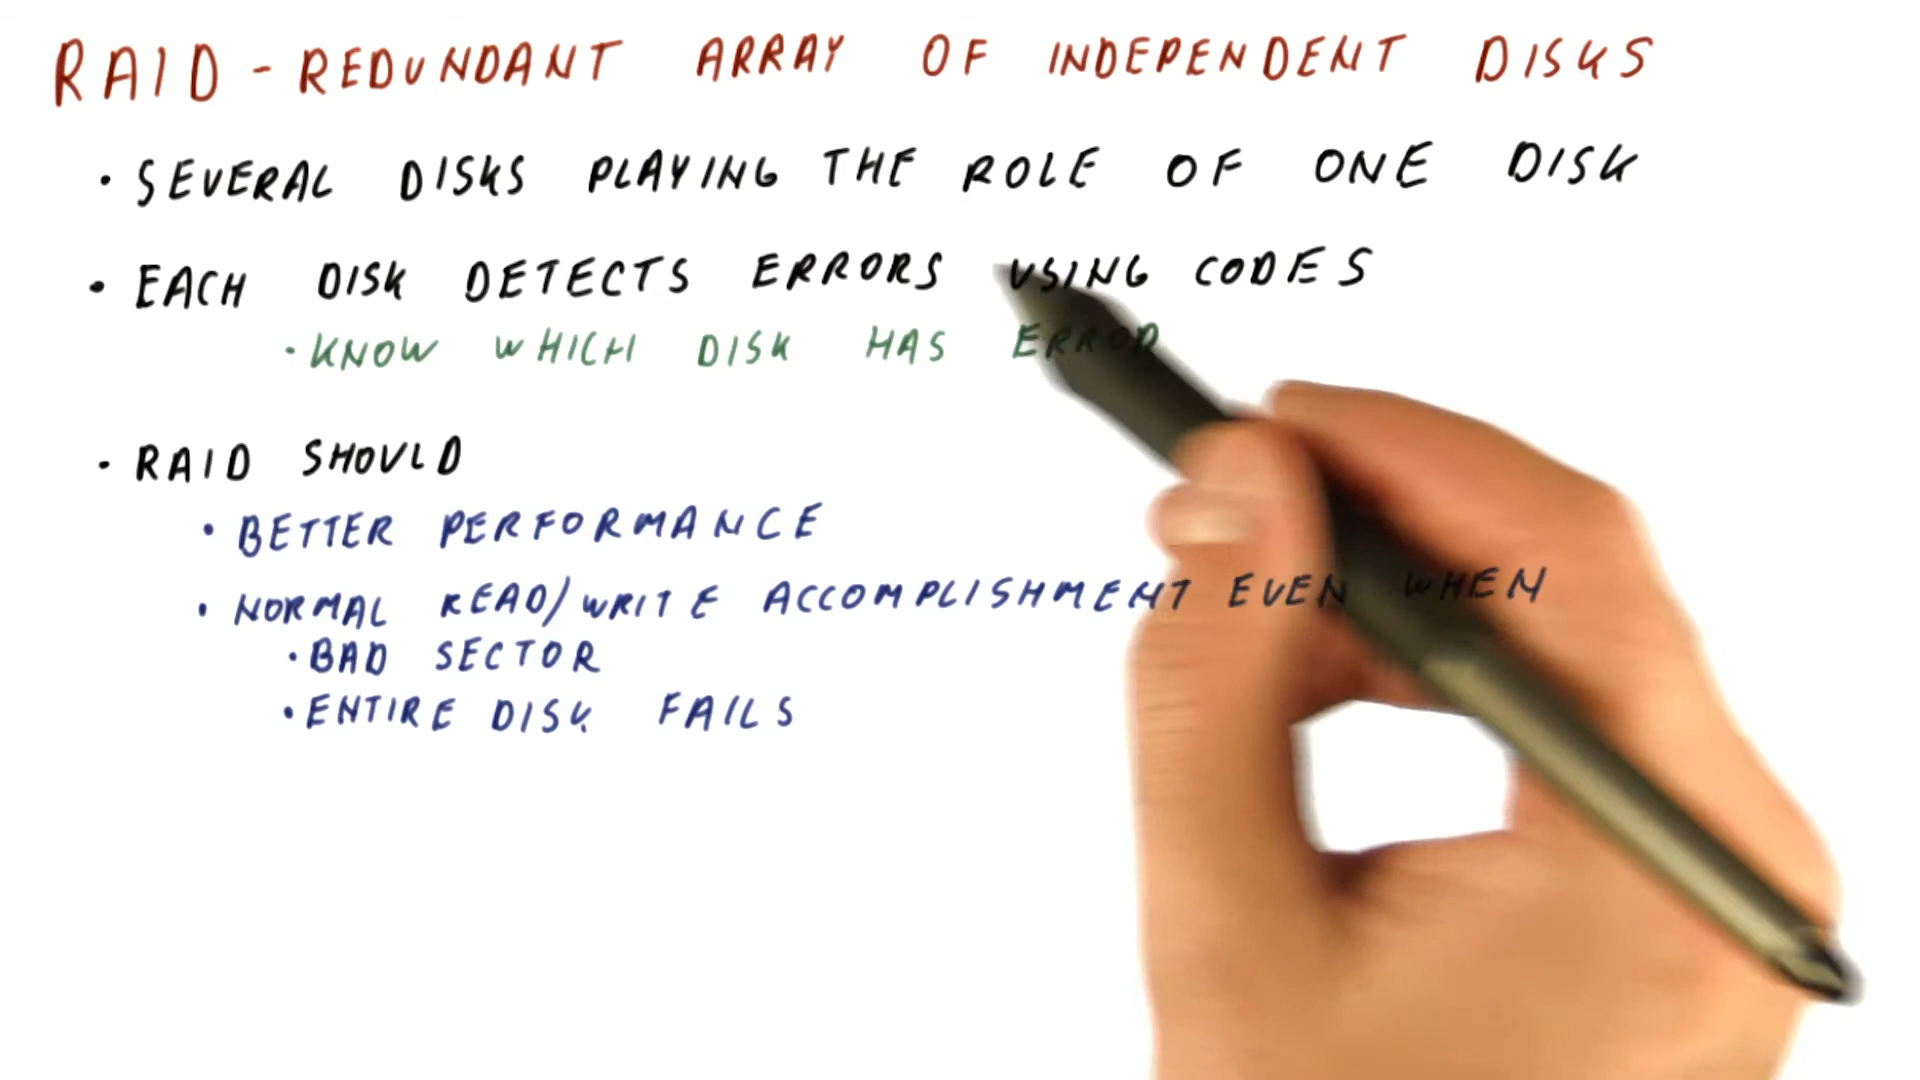 RAID - REDUNDANT ARRAY OF INDEPENDENT DISKS
• SEVERAL DISKS PLAYING THE ROLE OF ONE DISK
• EACH DISK DETECTS ERRORS USING CODES
• KNOW WHICH DISK HAS ERROR
• RAID SHOULD
• BETTER PERFORMANCE
• NORMAL READ/WRITE ACCOMPLISHMENT EVEN WHEN
• BAD SECTOR
• ENTIRE DISK FAILS